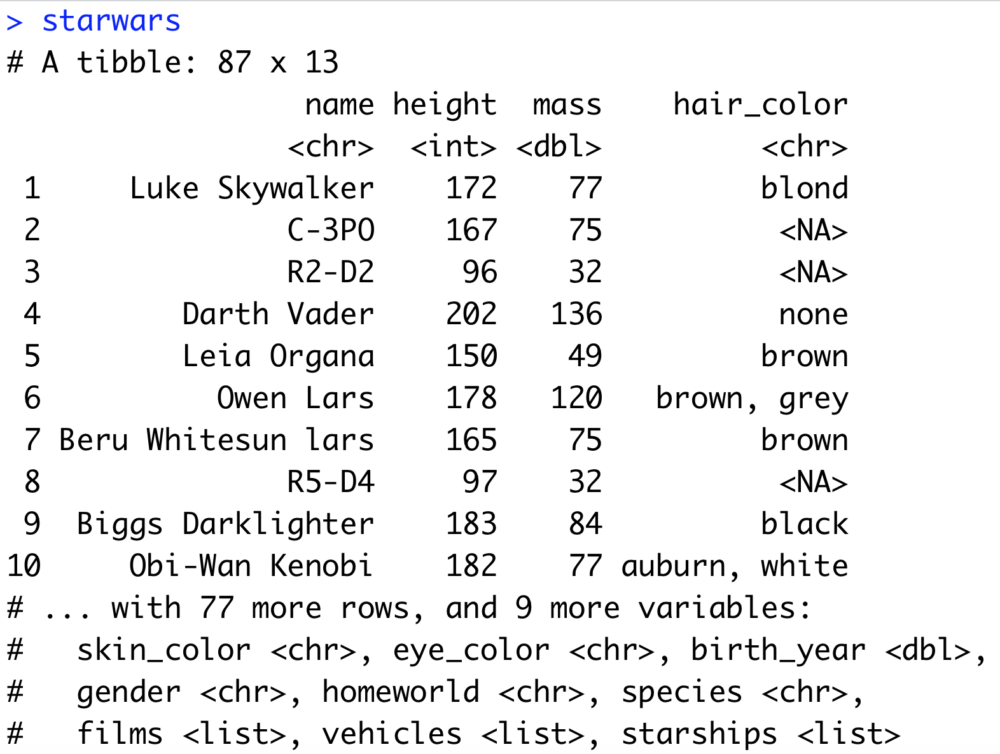 > starwars
# A tibble: 87 x 13
                 name height  mass    hair_color
                <chr>  <int> <dbl>         <chr>
 1     Luke Skywalker    172    77         blond
 2              C-3PO    167    75          <NA>
 3              R2-D2     96    32          <NA>
 4        Darth Vader    202   136          none
 5        Leia Organa    150    49         brown
 6          Owen Lars    178   120   brown, grey
 7 Beru Whitesun lars    165    75         brown
 8              R5-D4     97    32          <NA>
 9  Biggs Darklighter    183    84         black
10     Obi-Wan Kenobi    182    77 auburn, white
# ... with 77 more rows, and 9 more variables:
#   skin_color <chr>, eye_color <chr>, birth_year <dbl>,
#   gender <chr>, homeworld <chr>, species <chr>,
#   films <list>, vehicles <list>, starships <list>